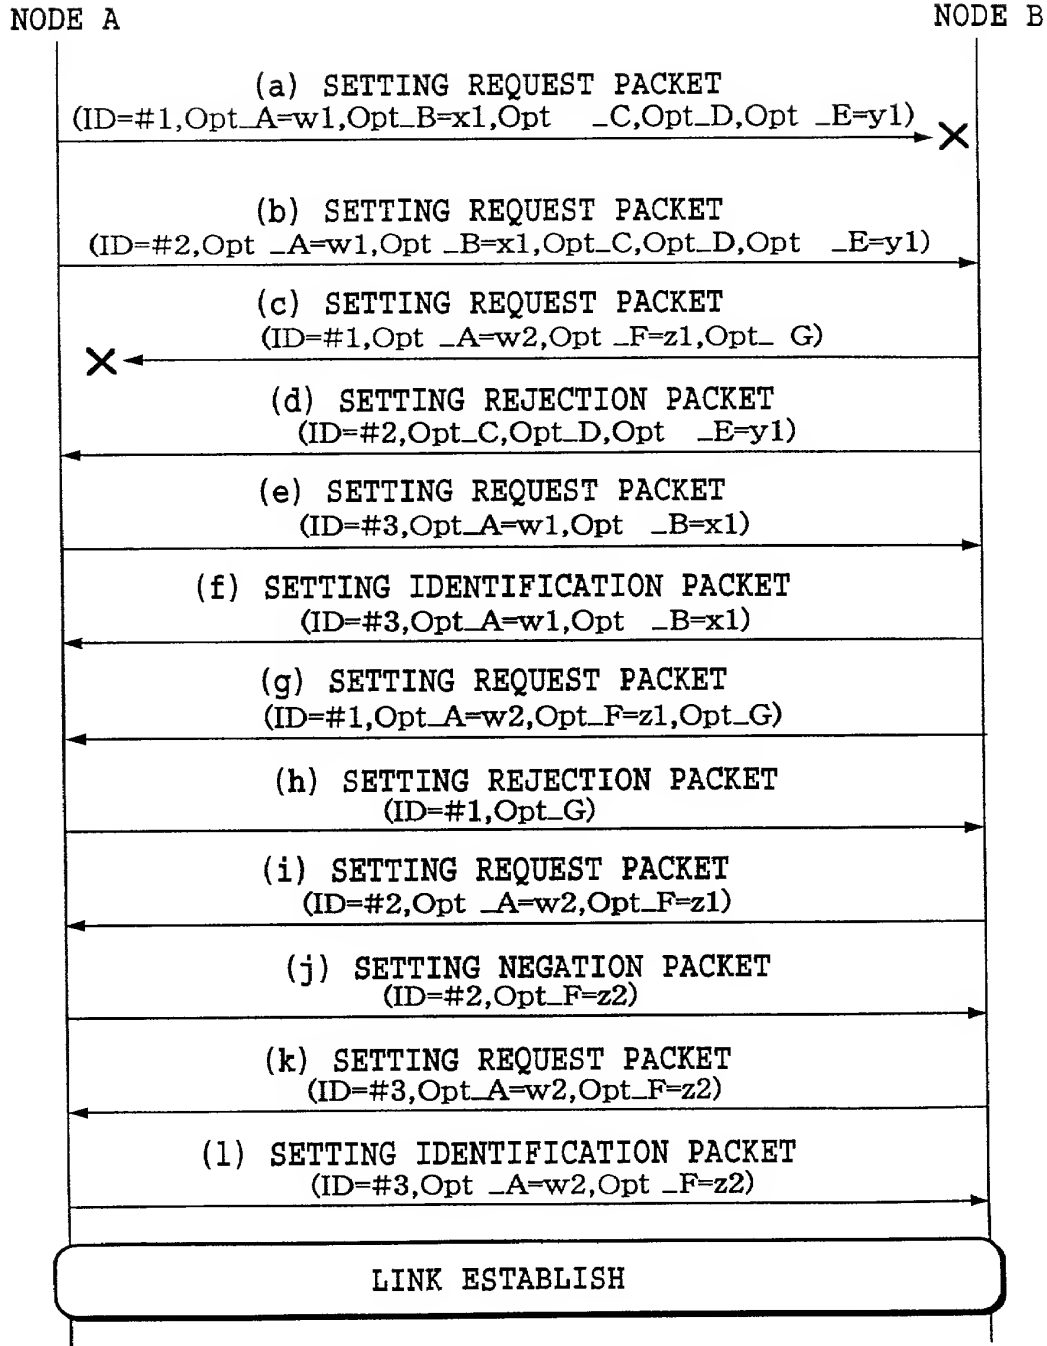 NODE A NODE B
(a) SETTING REQUEST PACKET
(ID=#1,Opt_A=w1,Opt_B=x1,Opt _C,Opt_D,Opt _E=y1)
(b) SETTING REQUEST PACKET
(ID=#2,Opt _A=w1,Opt _B=x1,Opt_C,Opt_D,Opt _E=y1)
(c) SETTING REQUEST PACKET
(ID=#1,Opt _A=w2,Opt _F=z1,Opt_ G)
(d) SETTING REJECTION PACKET
(ID=#2,Opt_C,Opt_D,Opt _E=y1)
(e) SETTING REQUEST PACKET
(ID=#3,Opt_A=w1,Opt _B=x1)
(f) SETTING IDENTIFICATION PACKET
(ID=#3,Opt_A=w1,Opt _B=x1)
(g) SETTING REQUEST PACKET
(ID=#1,Opt_A=w2,Opt_F=z1,Opt_G)
(h) SETTING REJECTION PACKET
(ID=#1,Opt_G)
(i) SETTING REQUEST PACKET
(ID=#2,Opt _A=w2,Opt_F=z1)
(j) SETTING NEGATION PACKET
(ID=#2,Opt_F=z2)
(k) SETTING REQUEST PACKET
(ID=#3,Opt_A=w2,Opt_F=z2)
(l) SETTING IDENTIFICATION PACKET
(ID=#3,Opt _A=w2,Opt _F=z2)
LINK ESTABLISH